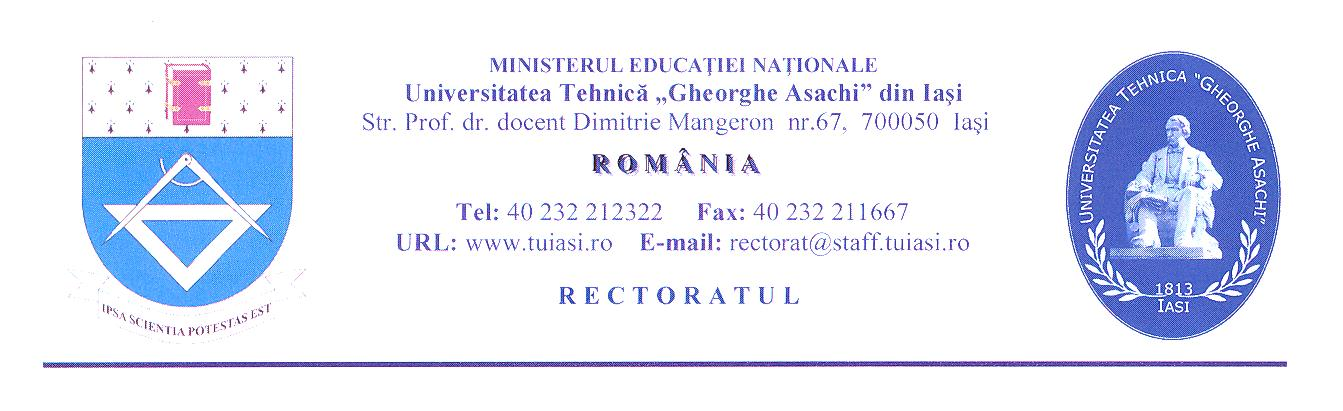 MINISTERUL EDUCAŢIEI NAŢIONALE
Universitatea Tehnică „Gheorghe Asachi” din Iaşi
Str. Prof. dr. docent Dimitrie Mangeron nr.67, 700050 Iaşi
ROMÂNIA
Tel: 40 232 212322 Fax: 40 232 211667
URL: www.tuiasi.ro E-mail: rectorat@staff.tuiasi.ro
RECTORATUL
IPSA SCIENTIA POTESTAS EST
UNIVERSITATEA TEHNICA "GHEORGHE ASACHI"
1813
IASI